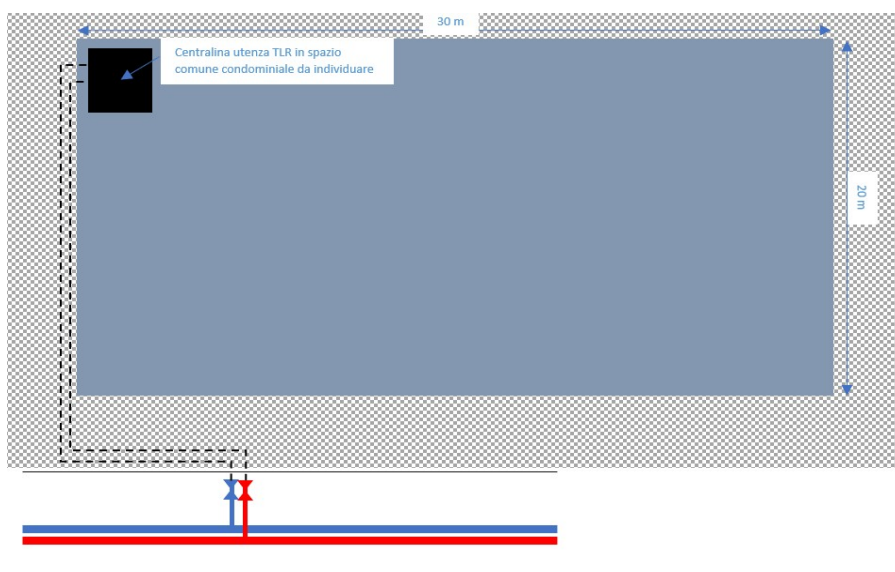 30 m
Centralina utenza TLR in spazio
comune condominiale da individuare
20 m